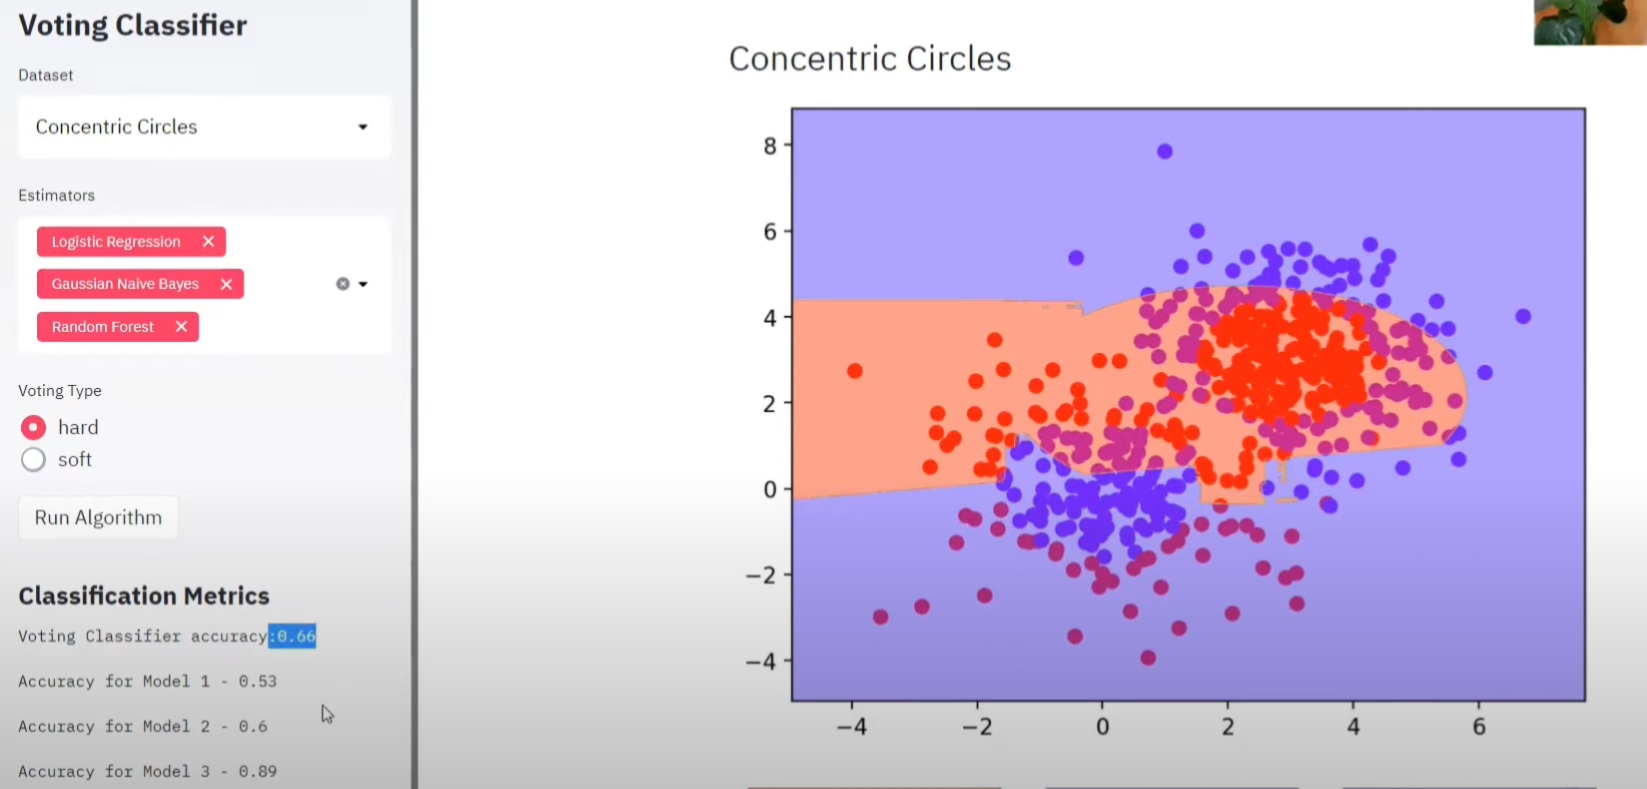 Voting Classifier
Dataset
Concentric Circles
Estimators
Logistic Regression
Gaussian Naive Bayes
Random Forest
Voting Type
hard
soft
Run Algorithm
Classification Metrics
Voting Classifier accuracy:0.66
Accuracy for Model 1 - 0.53
Accuracy for Model 2 - 0.6
Accuracy for Model 3 - 0.89
Concentric Circles
8
6
4
2
0
−2
−4
−4 −2 0 2 4 6